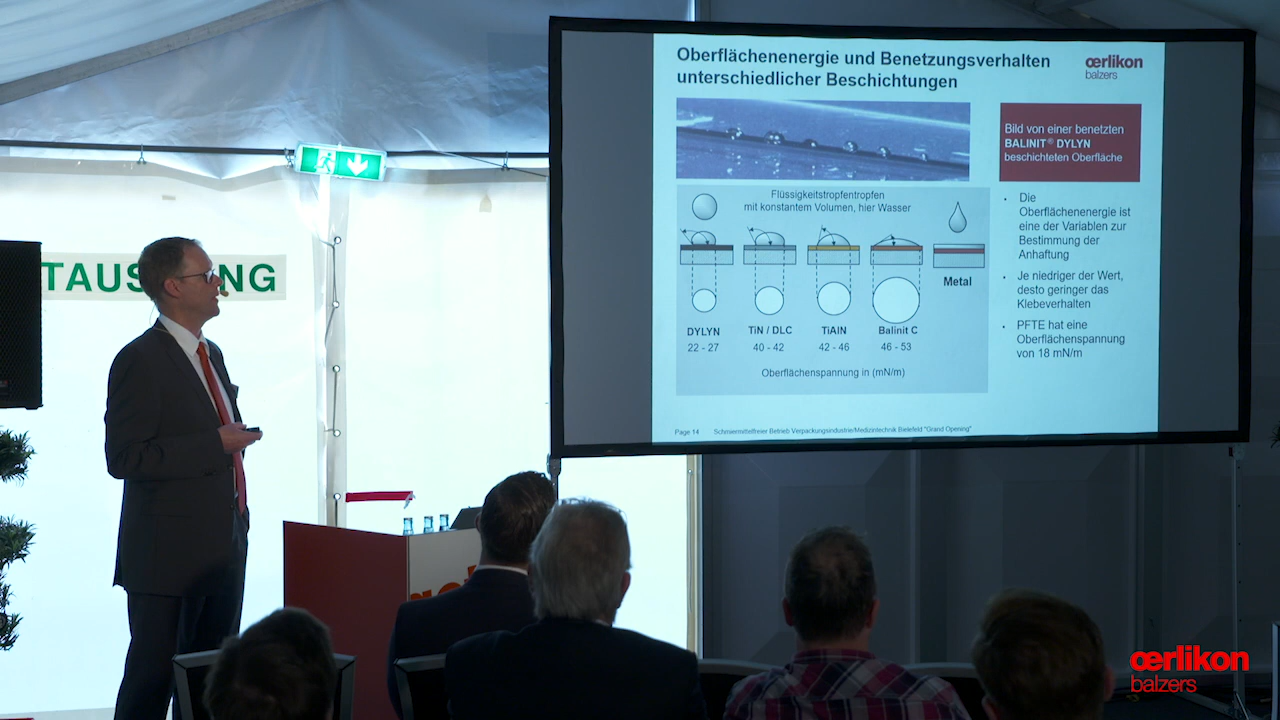 Oberflächenenergie und Benetzungsverhalten
unterschiedlicher Beschichtungen
œrlikon
balzers
Bild von einer benetzten
BALINIT® DYLYN
beschichteten Oberfläche
Flüssigkeitstropfentropfen
mit konstantem Volumen, hier Wasser
Metal
DYLYN
TiN / DLC
TiAlN
Balinit C
22 - 27
40 - 42
42 - 46
46 - 53
Oberflächenspannung in (mN/m)
• Die
Oberflächenenergie ist
eine der Variablen zur
Bestimmung der
Anhaftung
• Je niedriger der Wert,
desto geringer das
Klebeverhalten
• PFTE hat eine
Oberflächenspannung
von 18 mN/m
Page 14
Schmiermittelfreier Betrieb Verpackungsindustrie/Medizintechnik Bielefeld "Grand Opening"
œrlikon
balzers